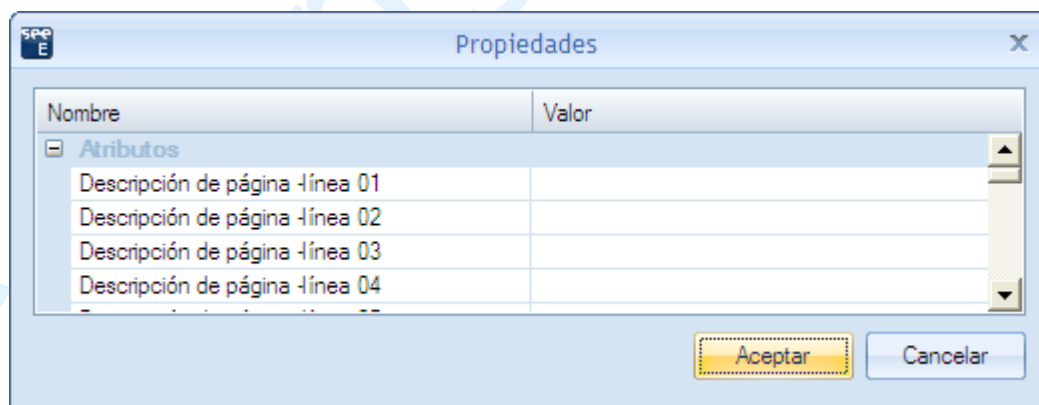 see
E
Propiedades
Nombre Valor
Atributos
Descripción de página -línea 01
Descripción de página -línea 02
Descripción de página -línea 03
Descripción de página -línea 04
Aceptar Cancelar